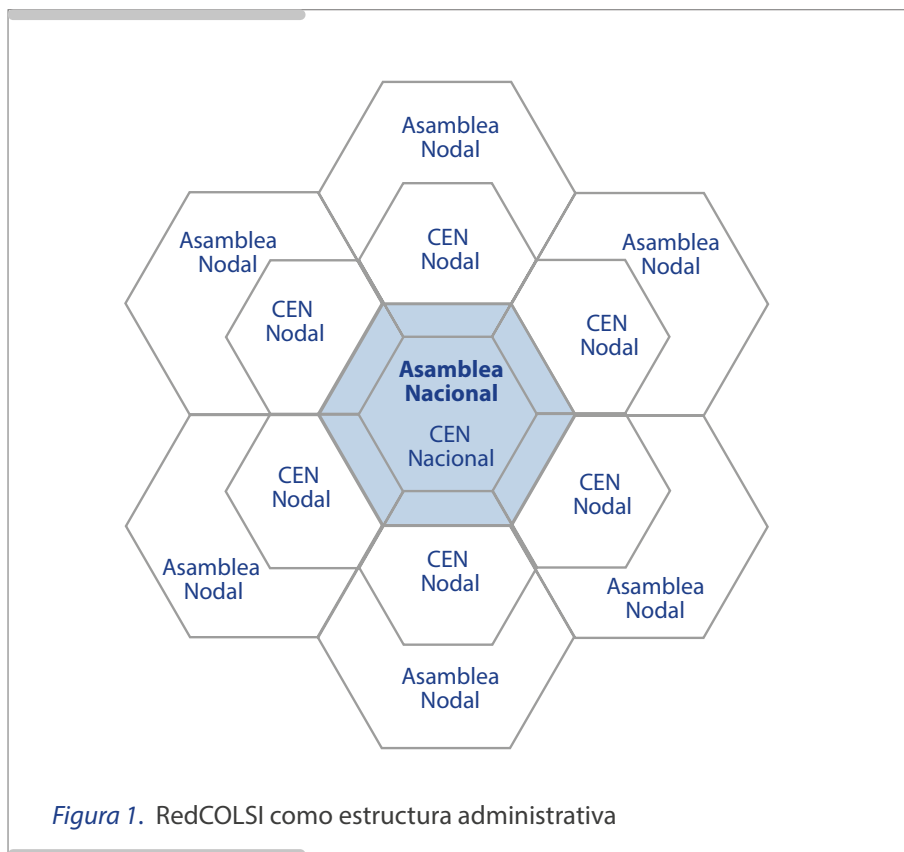 Asamblea
Nodal
CEN
Nodal
Asamblea
Nodal
CEN
Nodal
Asamblea
Nodal
CEN
Nodal
Asamblea
Nacional
CEN
Nacional
CEN
Nodal
Asamblea
Nodal
CEN
Nodal
Asamblea
Nodal
CEN
Nodal
Asamblea
Nodal
Figura 1. RedCOLSI como estructura administrativa